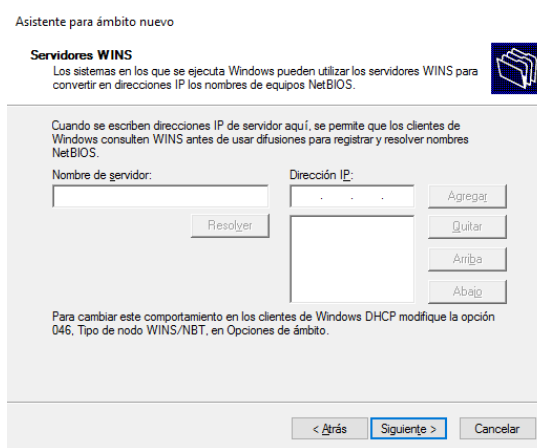 Asistente para ámbito nuevo
Servidores WINS
Los sistemas en los que se ejecuta Windows pueden utilizar los servidores WINS para
convertir en direcciones IP los nombres de equipos NetBIOS.
Cuando se escriben direcciones IP de servidor aquí, se permite que los clientes de
Windows consulten WINS antes de usar difusiones para registrar y resolver nombres
NetBIOS.
Nombre de servidor: Dirección IP:
. . . Agregar
Resolver Quitar
Arriba
Abajo
Para cambiar este comportamiento en los clientes de Windows DHCP modifique la opción
046, Tipo de nodo WINS/NBT, en Opciones de ámbito.
< Atrás Siguiente > Cancelar